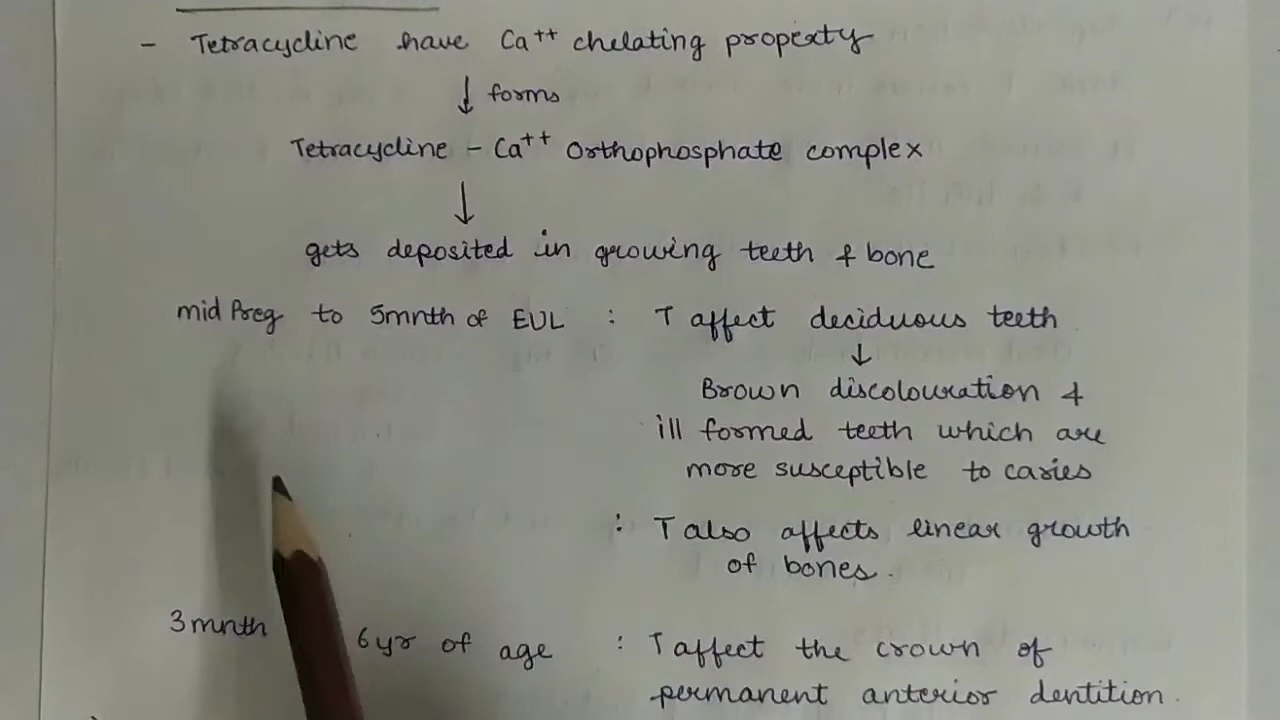 - Tetracycline have Ca++ chelating property
↓ forms
Tetracycline - Ca++ Orthophosphate complex
↓
gets deposited in growing teeth & bone
mid Preg to 5mnth of EUL : T affect deciduous teeth
↓
Brown discolouration &
ill formed teeth which are
more susceptible to caries
: T also affects linear growth
of bones.
3mnth 6yr of age : T affect the crown of
permanent anterior dentition.